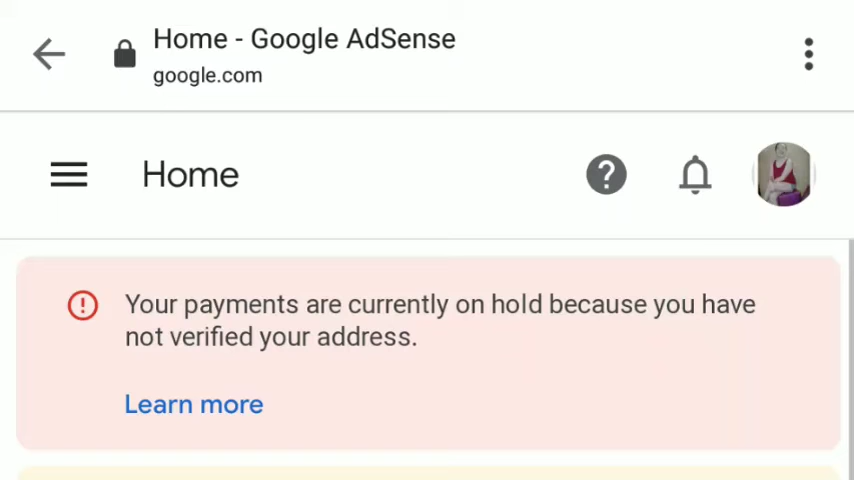 Home - Google AdSense
google.com
Home
Your payments are currently on hold because you have
not verified your address.
Learn more